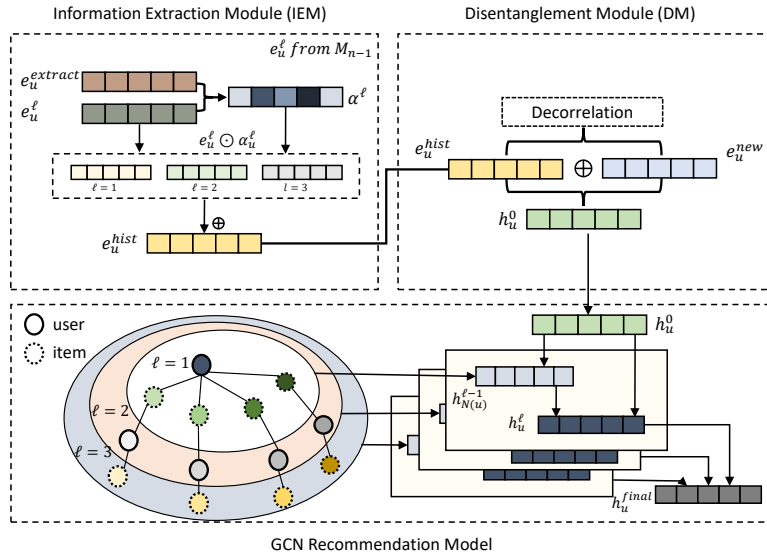 Information Extraction Module (IEM)
Disentanglement Module (DM)
e_u^ℓ from M_{n−1}
e_u^{extract}
e_u^ℓ
α^ℓ
e_u^ℓ ⊙ α_u^ℓ
ℓ = 1
ℓ = 2
l = 3
⊕
e_u^{hist}
Decorrelation
e_u^{hist}
⊕
e_u^{new}
h_u^0
user
item
ℓ = 1
ℓ = 2
ℓ = 3
h_u^0
h_{N(u)}^{ℓ−1}
h_u^ℓ
h_u^{final}
GCN Recommendation Model